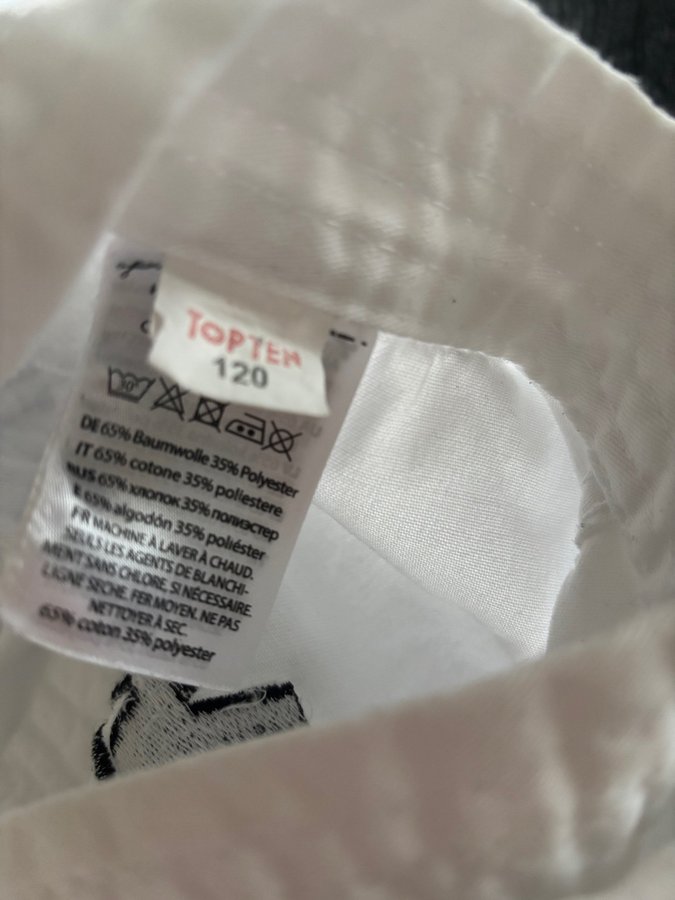 TOPTEN
120
DE 65% Baumwolle 35% Polyester
IT 65% cotone 35% poliestere
RUS 65% хлопок 35% полиэстер
E 65% algodón 35% poliéster
FR MACHINE À LAVER À CHAUD.
SEULS LES AGENTS DE BLANCHI-
MENT SANS CHLORE, SI NÉCESSAIRE.
LIGNE SECHE. FER MOYEN. NE PAS
NETTOYER À SEC.
65% coton 35% polyester